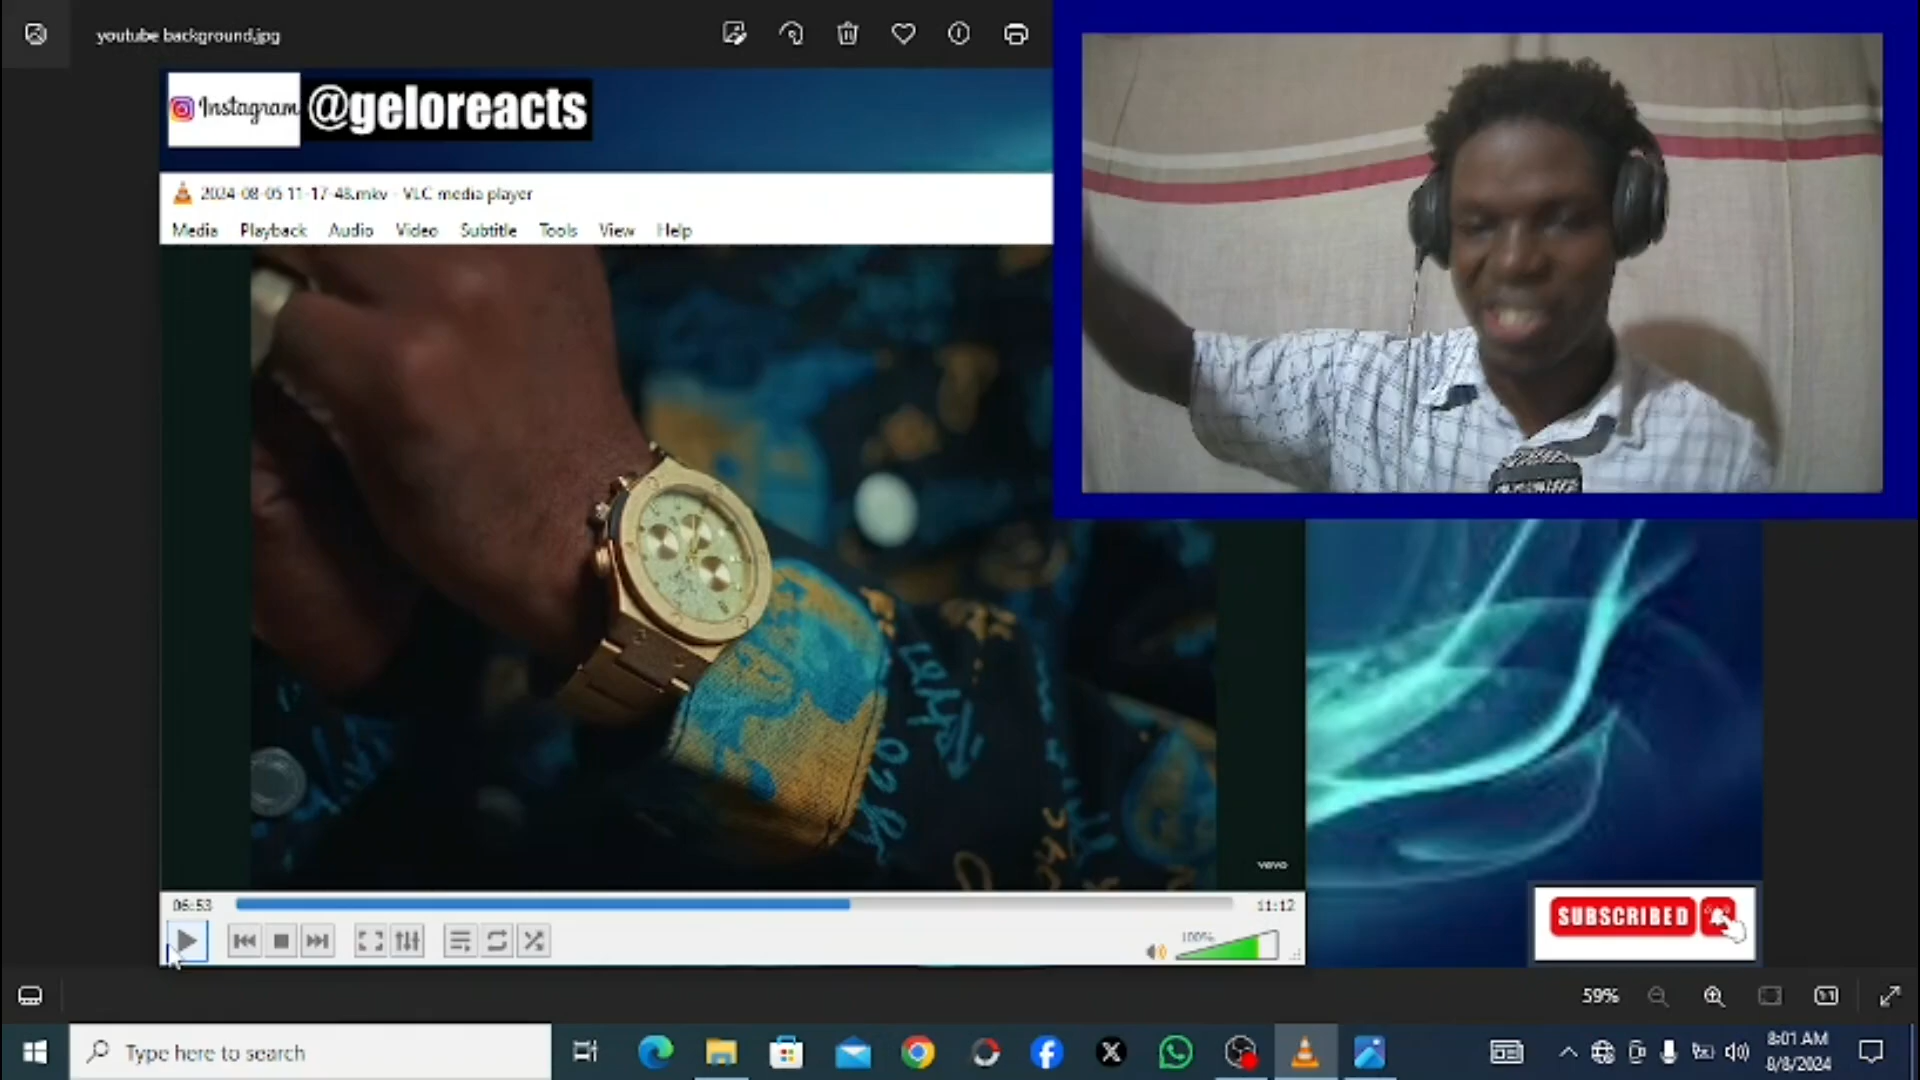 youtube background.jpg
Instagram
@geloreacts
2024-08-05 11-17-48.mkv - VLC media player
Media Playback Audio Video Subtitle Tools View Help
vevo
06:53
11:12
100%
SUBSCRIBED
59%
Type here to search
8:01 AM
8/8/2024